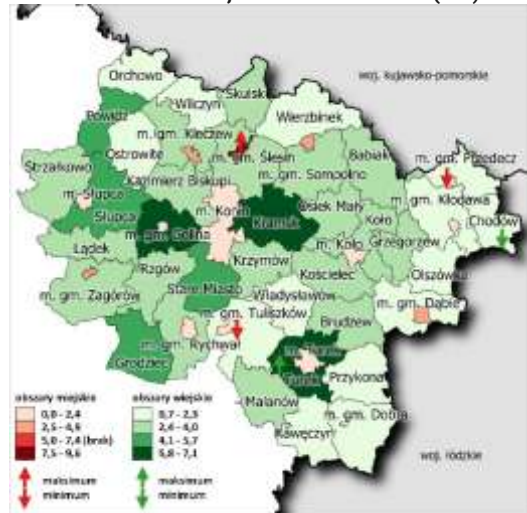 Orchowo
woj. kujawsko-pomorskie
Skulsk
Wilczyn
Wierzbinek
Powidz
m. gm. Kleczew
Ostrowite
m. gm. Ślesin
Babiak
m. gm. Przedecz
Strzałkowo
Kazimierz Biskupi
m. gm. Sompolno
m. gm. Kłodawa
m. Słupca
m. Konin
Kramsk
Osiek Mały
Chodów
Słupca
Koło
m. gm. Golina
m. Koło
Grzegorzew
Lądek
Rzgów
Krzymów
Kościelec
Olszówka
m. gm. Zagórów
Stare Miasto
Władysławów
m. gm. Dąbie
m. gm. Tuliszków
Brudzew
m. gm. Rychwał
m. Turek
Grodziec
Turek
Przykona
Malanów
m. gm. Dobra
Kawęczyn
woj. łódzkie
obszary miejskie
obszary wiejskie
0,0 - 2,4
0,7 - 2,3
2,5 - 4,9
2,4 - 4,0
5,0 - 7,4 (brak)
4,1 - 5,7
7,5 - 9,6
5,8 - 7,1
maksimum
maksimum
minimum
minimum